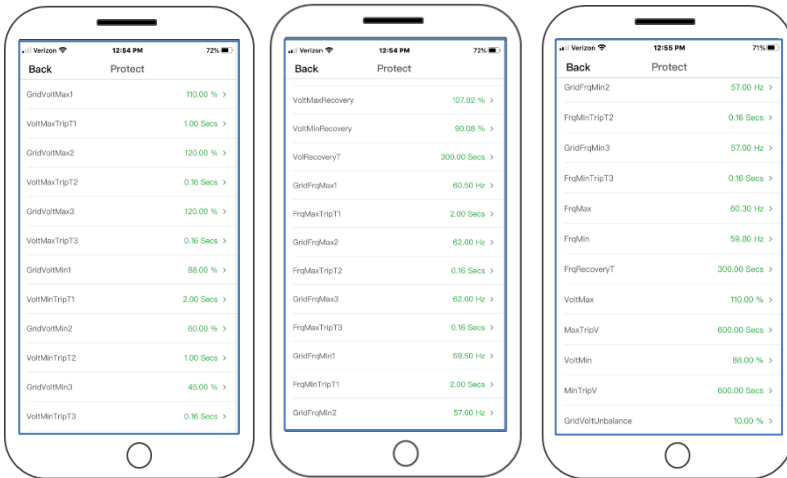 Verizon 12:54 PM 72%
Back Protect
GridVoltMax1 110.00 % >
VoltMaxTripT1 1.00 Secs >
GridVoltMax2 120.00 % >
VoltMaxTripT2 0.16 Secs >
GridVoltMax3 120.00 % >
VoltMaxTripT3 0.16 Secs >
GridVoltMin1 88.00 % >
VoltMinTripT1 2.00 Secs >
GridVoltMin2 60.00 % >
VoltMinTripT2 1.00 Secs >
GridVoltMin3 45.00 % >
VoltMinTripT3 0.16 Secs >
Verizon 12:54 PM 72%
Back Protect
VoltMaxRecovery 107.92 % >
VoltMinRecovery 90.08 % >
VolRecoveryT 300.00 Secs >
GridFrqMax1 60.50 Hz >
FrqMaxTripT1 2.00 Secs >
GridFrqMax2 62.00 Hz >
FrqMaxTripT2 0.16 Secs >
GridFrqMax3 62.00 Hz >
FrqMaxTripT3 0.16 Secs >
GridFrqMin1 59.50 Hz >
FrqMinTripT1 2.00 Secs >
GridFrqMin2 57.00 Hz >
Verizon 12:55 PM 71%
Back Protect
GridFrqMin2 57.00 Hz >
FrqMinTripT2 0.16 Secs >
GridFrqMin3 57.00 Hz >
FrqMinTripT3 0.16 Secs >
FrqMax 60.30 Hz >
FrqMin 59.80 Hz >
FrqRecoveryT 300.00 Secs >
VoltMax 110.00 % >
MaxTripV 600.00 Secs >
VoltMin 88.00 % >
MinTripV 600.00 Secs >
GridVoltUnbalance 10.00 % >